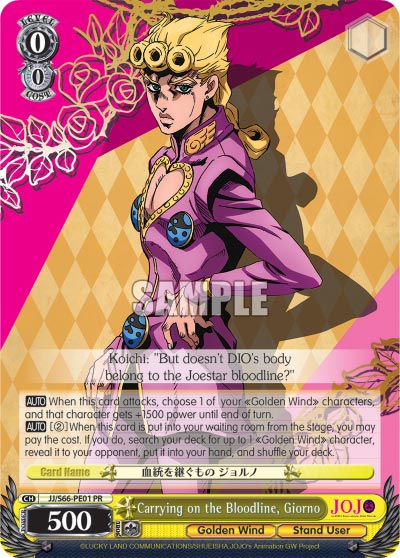 LEVEL
0
0
COST
SAMPLE
Koichi: "But doesn't DIO's body
belong to the Joestar bloodline?"
AUTO When this card attacks, choose 1 of your «Golden Wind» characters,
and that character gets +1500 power until end of turn.
AUTO [②] When this card is put into your waiting room from the stage, you may
pay the cost. If you do, search your deck for up to 1 «Golden Wind» character,
reveal it to your opponent, put it into your hand, and shuffle your deck.
Card Name 血統を継ぐもの ジョルノ
CH JJ/S66-PE01 PR
POWER 500 SOUL
Carrying on the Bloodline, Giorno
JOJO
Golden Wind Stand User
©LUCKY LAND COMMUNICATIONS/SHUEISHA,JOJO's Animation GW Project